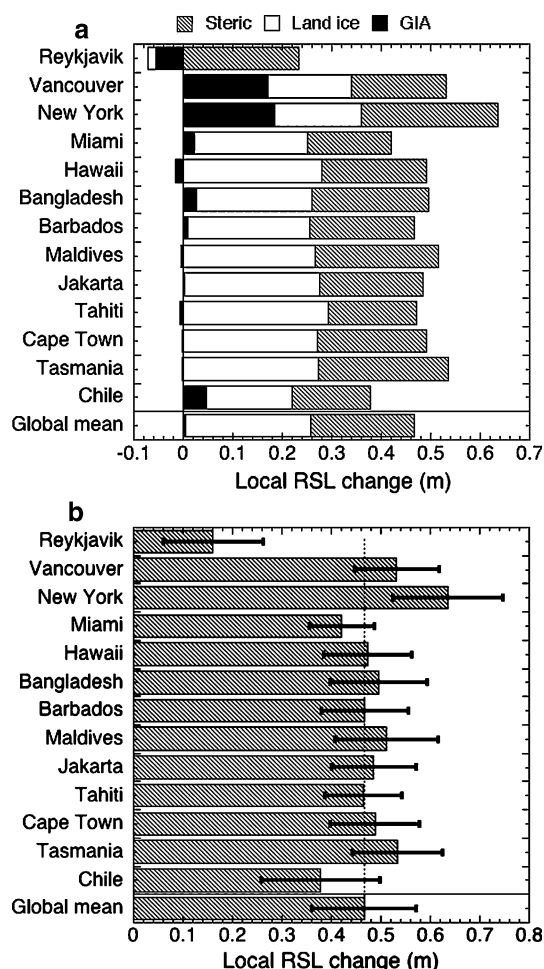 Steric Land ice GIA
a
Reykjavik
Vancouver
New York
Miami
Hawaii
Bangladesh
Barbados
Maldives
Jakarta
Tahiti
Cape Town
Tasmania
Chile
Global mean
-0.1 0 0.1 0.2 0.3 0.4 0.5 0.6 0.7
Local RSL change (m)
b
Reykjavik
Vancouver
New York
Miami
Hawaii
Bangladesh
Barbados
Maldives
Jakarta
Tahiti
Cape Town
Tasmania
Chile
Global mean
0 0.1 0.2 0.3 0.4 0.5 0.6 0.7 0.8
Local RSL change (m)